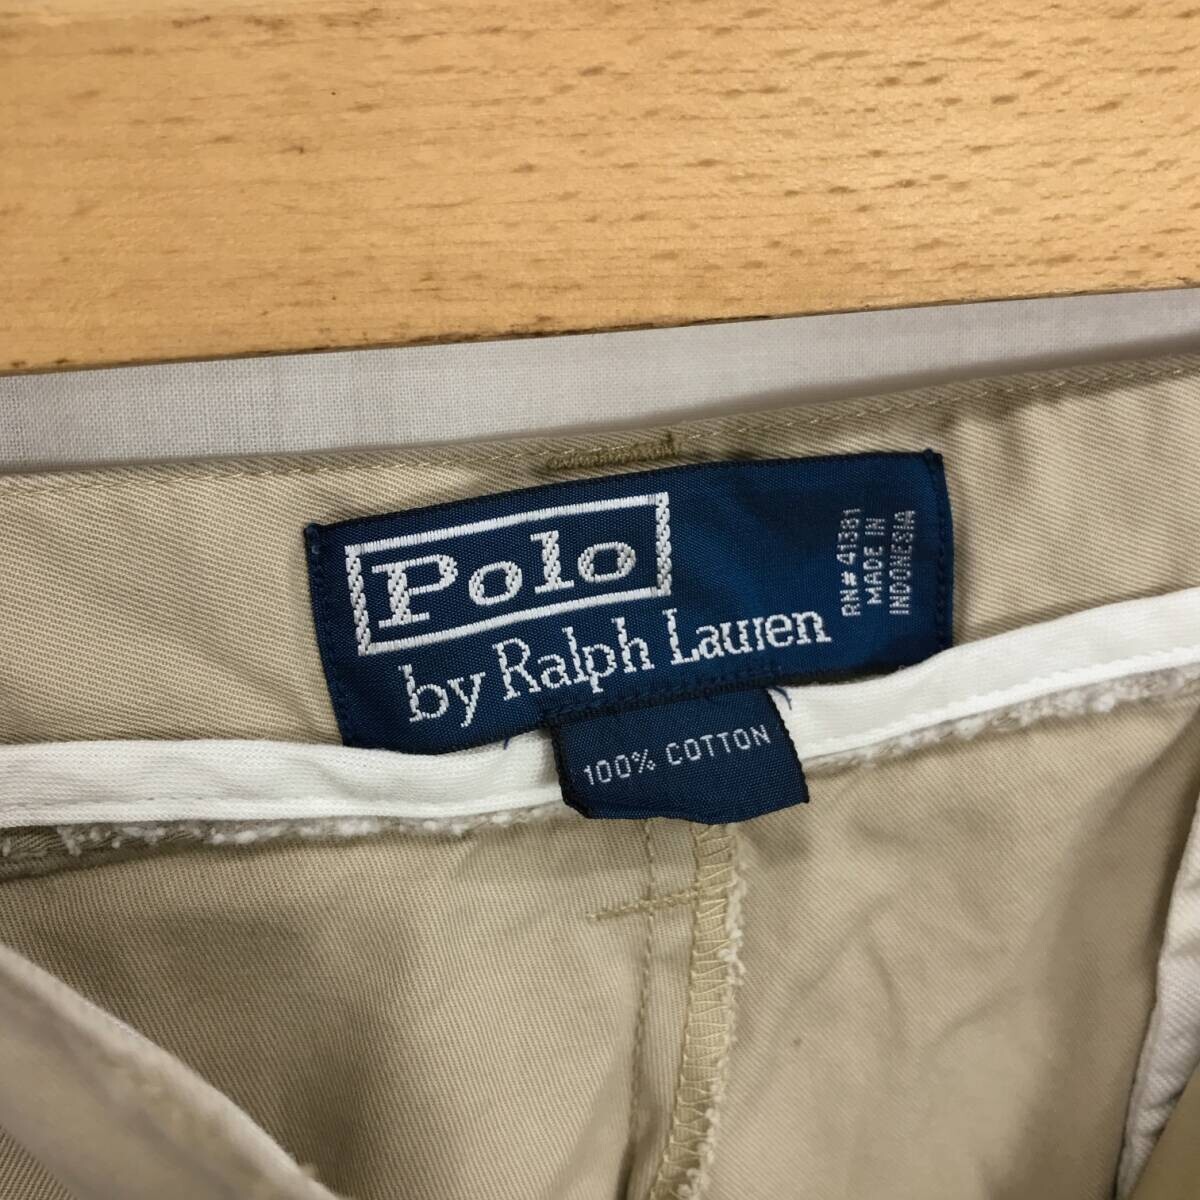 Polo
by Ralph Lauren
RN# 41381
MADE IN
INDONESIA
100% COTTON